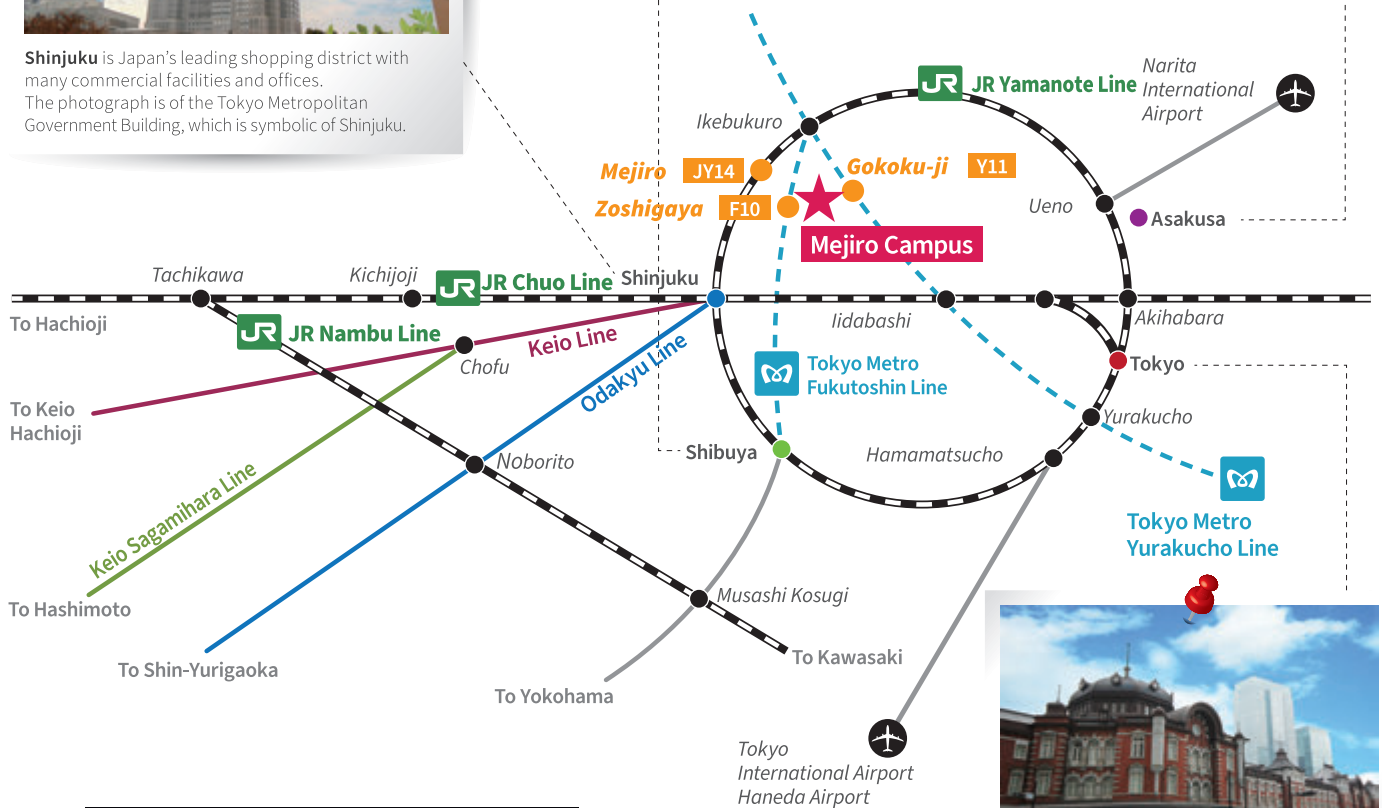 Shinjuku is Japan's leading shopping district with
many commercial facilities and offices.
The photograph is of the Tokyo Metropolitan
Government Building, which is symbolic of Shinjuku.
JR
JR Yamanote Line
Narita
International
Airport
Ikebukuro
Mejiro
JY14
Gokoku-ji
Y11
Zoshigaya
F10
Ueno
Asakusa
Mejiro Campus
Tachikawa
Kichijoji
JR
JR Chuo Line
Shinjuku
To Hachioji
JR
JR Nambu Line
Keio Line
Iidabashi
Akihabara
Chofu
Odakyu Line
Tokyo Metro
Fukutoshin Line
Tokyo
To Keio
Hachioji
Yurakucho
Noborito
Shibuya
Hamamatsucho
Keio Sagamihara Line
Tokyo Metro
Yurakucho Line
To Hashimoto
Musashi Kosugi
To Shin-Yurigaoka
To Kawasaki
To Yokohama
Tokyo
International Airport
Haneda Airport